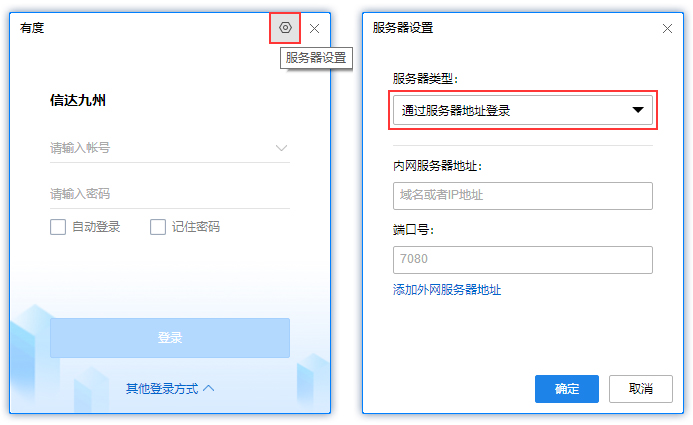 有度
服务器设置
信达九州
请输入帐号
请输入密码
自动登录
记住密码
登录
其他登录方式
服务器设置
服务器类型:
通过服务器地址登录
内网服务器地址:
域名或者IP地址
端口号:
7080
添加外网服务器地址
确定
取消